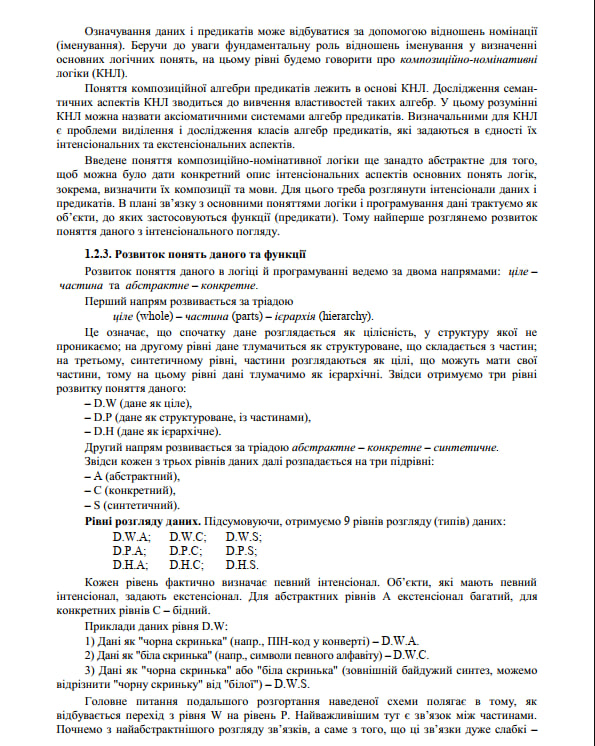 Означування даних і предикатів може відбуватися за допомогою відношень номінації
(іменування). Беручи до уваги фундаментальну роль відношень іменування у визначенні
основних логічних понять, на цьому рівні будемо говорити про композиційно-номінативні
логіки (КНЛ).
Поняття композиційної алгебри предикатів лежить в основі КНЛ. Дослідження семан-
тичних аспектів КНЛ зводиться до вивчення властивостей таких алгебр. У цьому розумінні
КНЛ можна назвати аксіоматичними системами алгебр предикатів. Визначальними для КНЛ
є проблеми виділення і дослідження класів алгебр предикатів, які задаються в єдності їх
інтенсіональних та екстенсіональних аспектів.
Введене поняття композиційно-номінативної логіки ще занадто абстрактне для того,
щоб можна було дати конкретний опис інтенсіональних аспектів основних понять логік,
зокрема, визначити їх композиції та мови. Для цього треба розглянути інтенсіонали даних і
предикатів. В плані зв’язку з основними поняттями логіки і програмування дані трактуємо як
об’єкти, до яких застосовуються функції (предикати). Тому найперше розглянемо розвиток
поняття даного з інтенсіонального погляду.
1.2.3. Розвиток понять даного та функції
Розвиток поняття даного в логіці й програмуванні ведемо за двома напрямами: ціле –
частина та абстрактне – конкретне.
Перший напрям розвивається за тріадою
ціле (whole) – частина (parts) – ієрархія (hierarchy).
Це означає, що спочатку дане розглядається як цілісність, у структуру якої не
проникаємо; на другому рівні дане тлумачиться як структуроване, що складається з частин;
на третьому, синтетичному рівні, частини розглядаються як цілі, що можуть мати свої
частини, тому на цьому рівні дані тлумачимо як ієрархічні. Звідси отримуємо три рівні
розвитку поняття даного:
– D.W (дане як ціле),
– D.P (дане як структуроване, із частинами),
– D.H (дане як ієрархічне).
Другий напрям розвивається за тріадою абстрактне – конкретне – синтетичне.
Звідси кожен з трьох рівнів даних далі розпадається на три підрівні:
– A (абстрактний),
– C (конкретний),
– S (синтетичний).
Рівні розгляду даних. Підсумовуючи, отримуємо 9 рівнів розгляду (типів) даних:
D.W.A; D.W.C; D.W.S;
D.P.A; D.P.C; D.P.S;
D.H.A; D.H.C; D.H.S.
Кожен рівень фактично визначає певний інтенсіонал. Об’єкти, які мають певний
інтенсіонал, задають екстенсіонал. Для абстрактних рівнів A екстенсіонал багатий, для
конкретних рівнів C – бідний.
Приклади даних рівня D.W:
1) Дані як "чорна скринька" (напр., ПІН-код у конверті) – D.W.A.
2) Дані як "біла скринька" (напр., символи певного алфавіту) – D.W.C.
3) Дані як "чорна скринька" або "біла скринька" (зовнішній байдужий синтез, можемо
відрізнити "чорну скриньку" від "білої") – D.W.S.
Головне питання подальшого розгортання наведеної схеми полягає в тому, як
відбувається перехід з рівня W на рівень P. Найважливішим тут є зв’язок між частинами.
Почнемо з найабстрактнішого розгляду зв’язків, а саме з того, що ці зв’язки дуже слабкі –